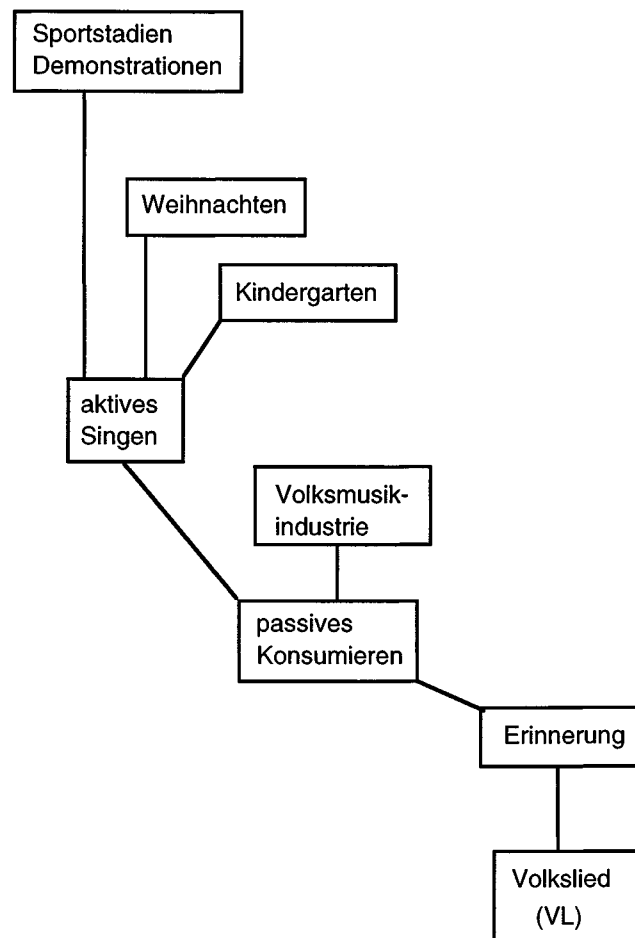 Sportstadien
Demonstrationen
Weihnachten
Kindergarten
aktives
Singen
Volksmusik-
industrie
passives
Konsumieren
Erinnerung
Volkslied
(VL)